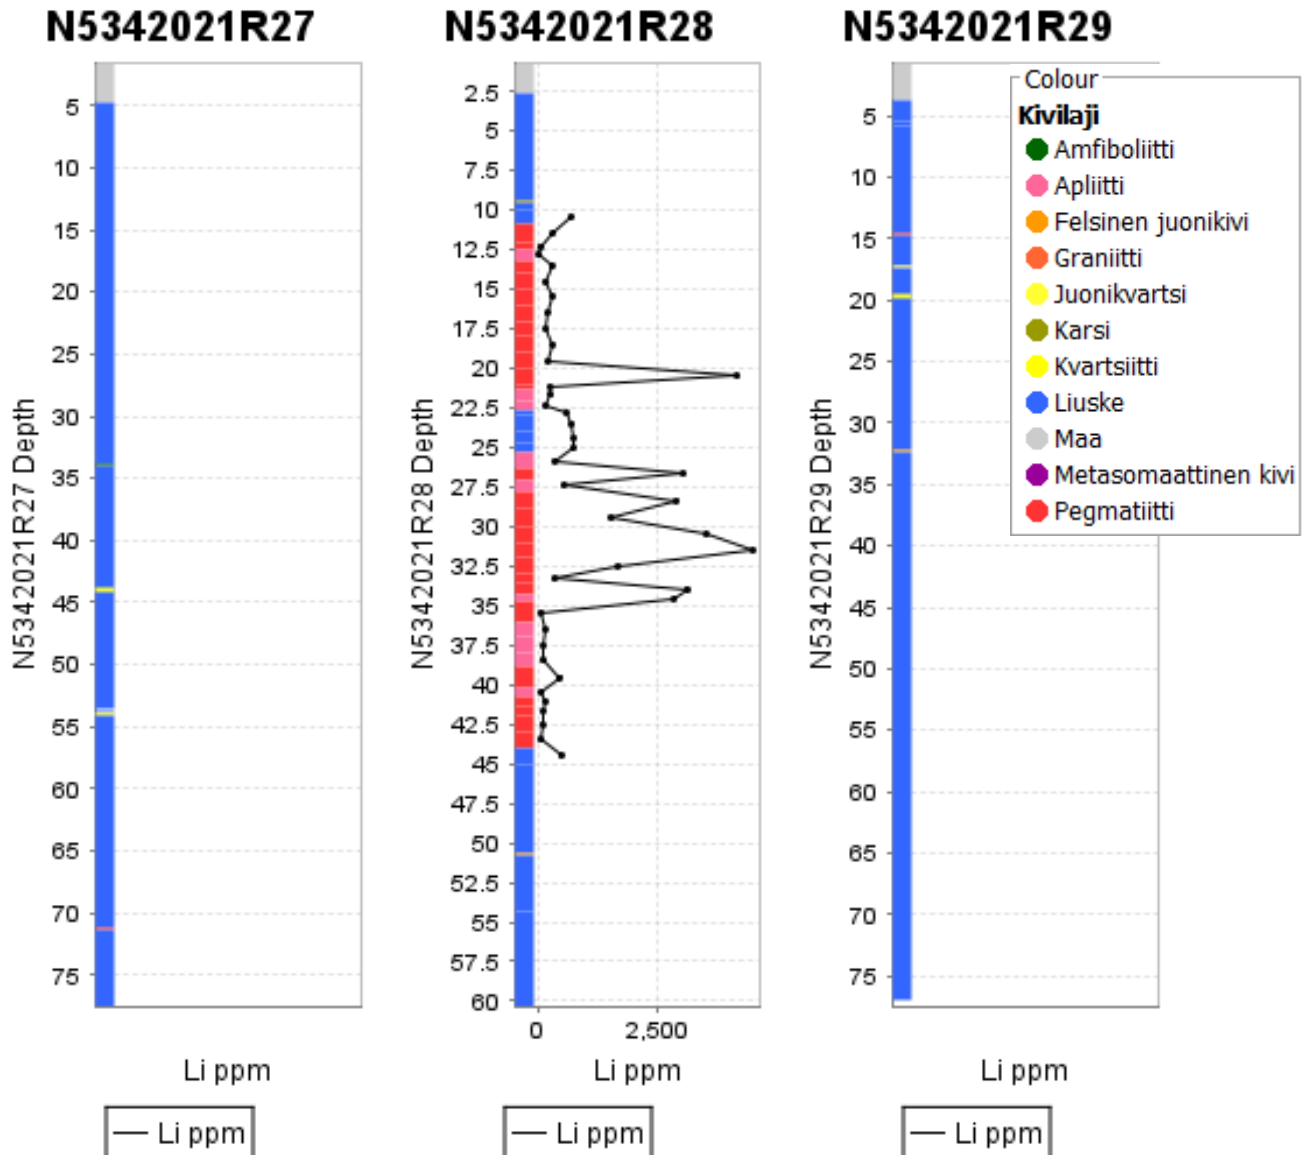 N5342021R27
N5342021R28
N5342021R29
N5342021R27 Depth
5
10
15
20
25
30
35
40
45
50
55
60
65
70
75
Li ppm
Li ppm
N5342021R28 Depth
2.5
5
7.5
10
12.5
15
17.5
20
22.5
25
27.5
30
32.5
35
37.5
40
42.5
45
47.5
50
52.5
55
57.5
60
0
2,500
Li ppm
Li ppm
N5342021R29 Depth
5
10
15
20
25
30
35
40
45
50
55
60
65
70
75
Li ppm
Li ppm
Colour
Kivilaji
Amfiboliitti
Apliitti
Felsinen juonikivi
Graniitti
Juonikvartsi
Karsi
Kvartsiitti
Liuske
Maa
Metasomaattinen kivi
Pegmatiitti